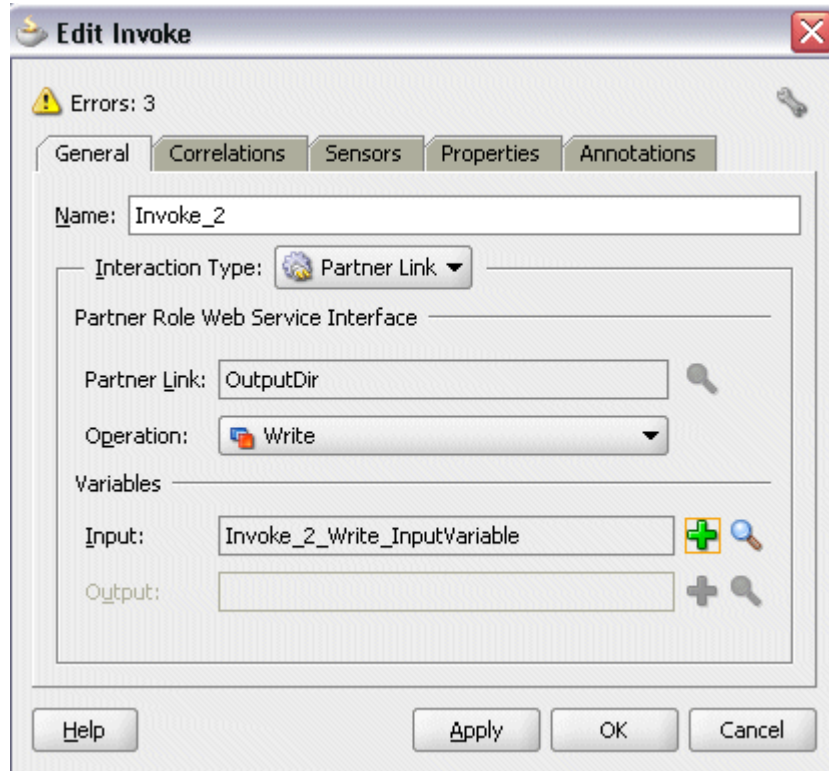 Edit Invoke
Errors: 3
General Correlations Sensors Properties Annotations
Name: Invoke_2
Interaction Type: Partner Link
Partner Role Web Service Interface
Partner Link: OutputDir
Operation: Write
Variables
Input: Invoke_2_Write_InputVariable
Output:
Help Apply OK Cancel